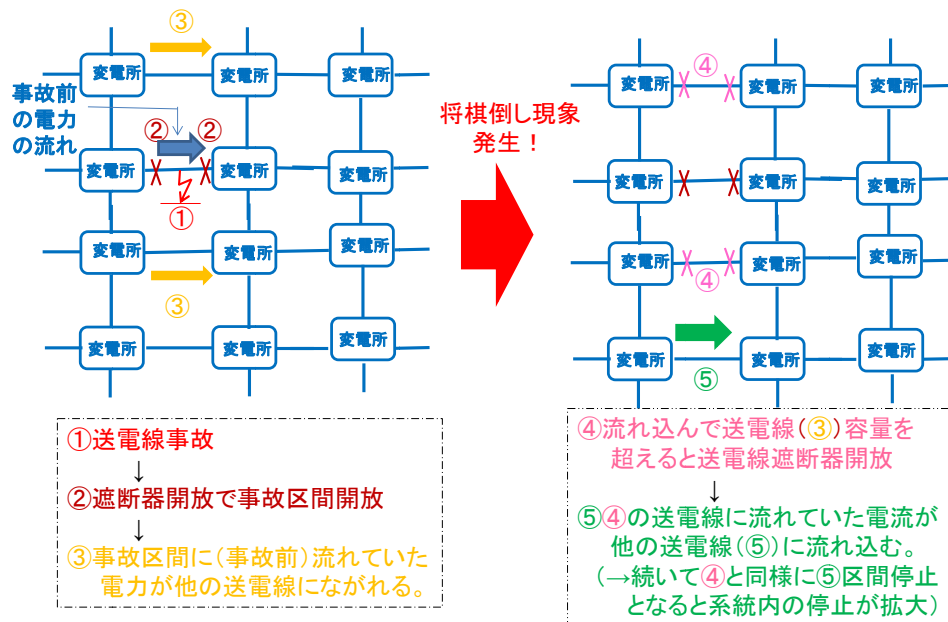 ③
変電所 変電所 変電所
事故前
の電力
の流れ
② ②
変電所 変電所 変電所
①
変電所 変電所 変電所
③
変電所 変電所 変電所
将棋倒し現象
発生！
④
変電所 変電所 変電所
変電所 変電所 変電所
変電所 変電所 変電所
④
変電所 変電所 変電所
⑤
①送電線事故
↓
②遮断器開放で事故区間開放
↓
③事故区間に（事故前）流れていた
電力が他の送電線にながれる。
④流れ込んで送電線（③）容量を
超えると送電線遮断器開放
↓
⑤④の送電線に流れていた電流が
他の送電線（⑤）に流れ込む。
（→続いて④と同様に⑤区間停止
となると系統内の停止が拡大）